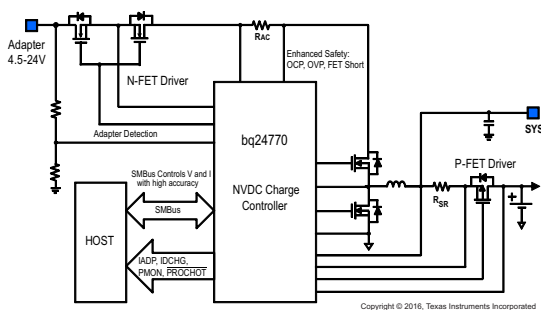 Adapter
4.5-24V
N-FET Driver
RAC
Enhanced Safety:
OCP, OVP, FET Short
Adapter Detection
bq24770
NVDC Charge
Controller
SMBus Controls V and I
with high accuracy
SMBus
HOST
IADP, IDCHG,
PMON, PROCHOT
SYS
P-FET Driver
RSR
+
Copyright © 2016, Texas Instruments Incorporated